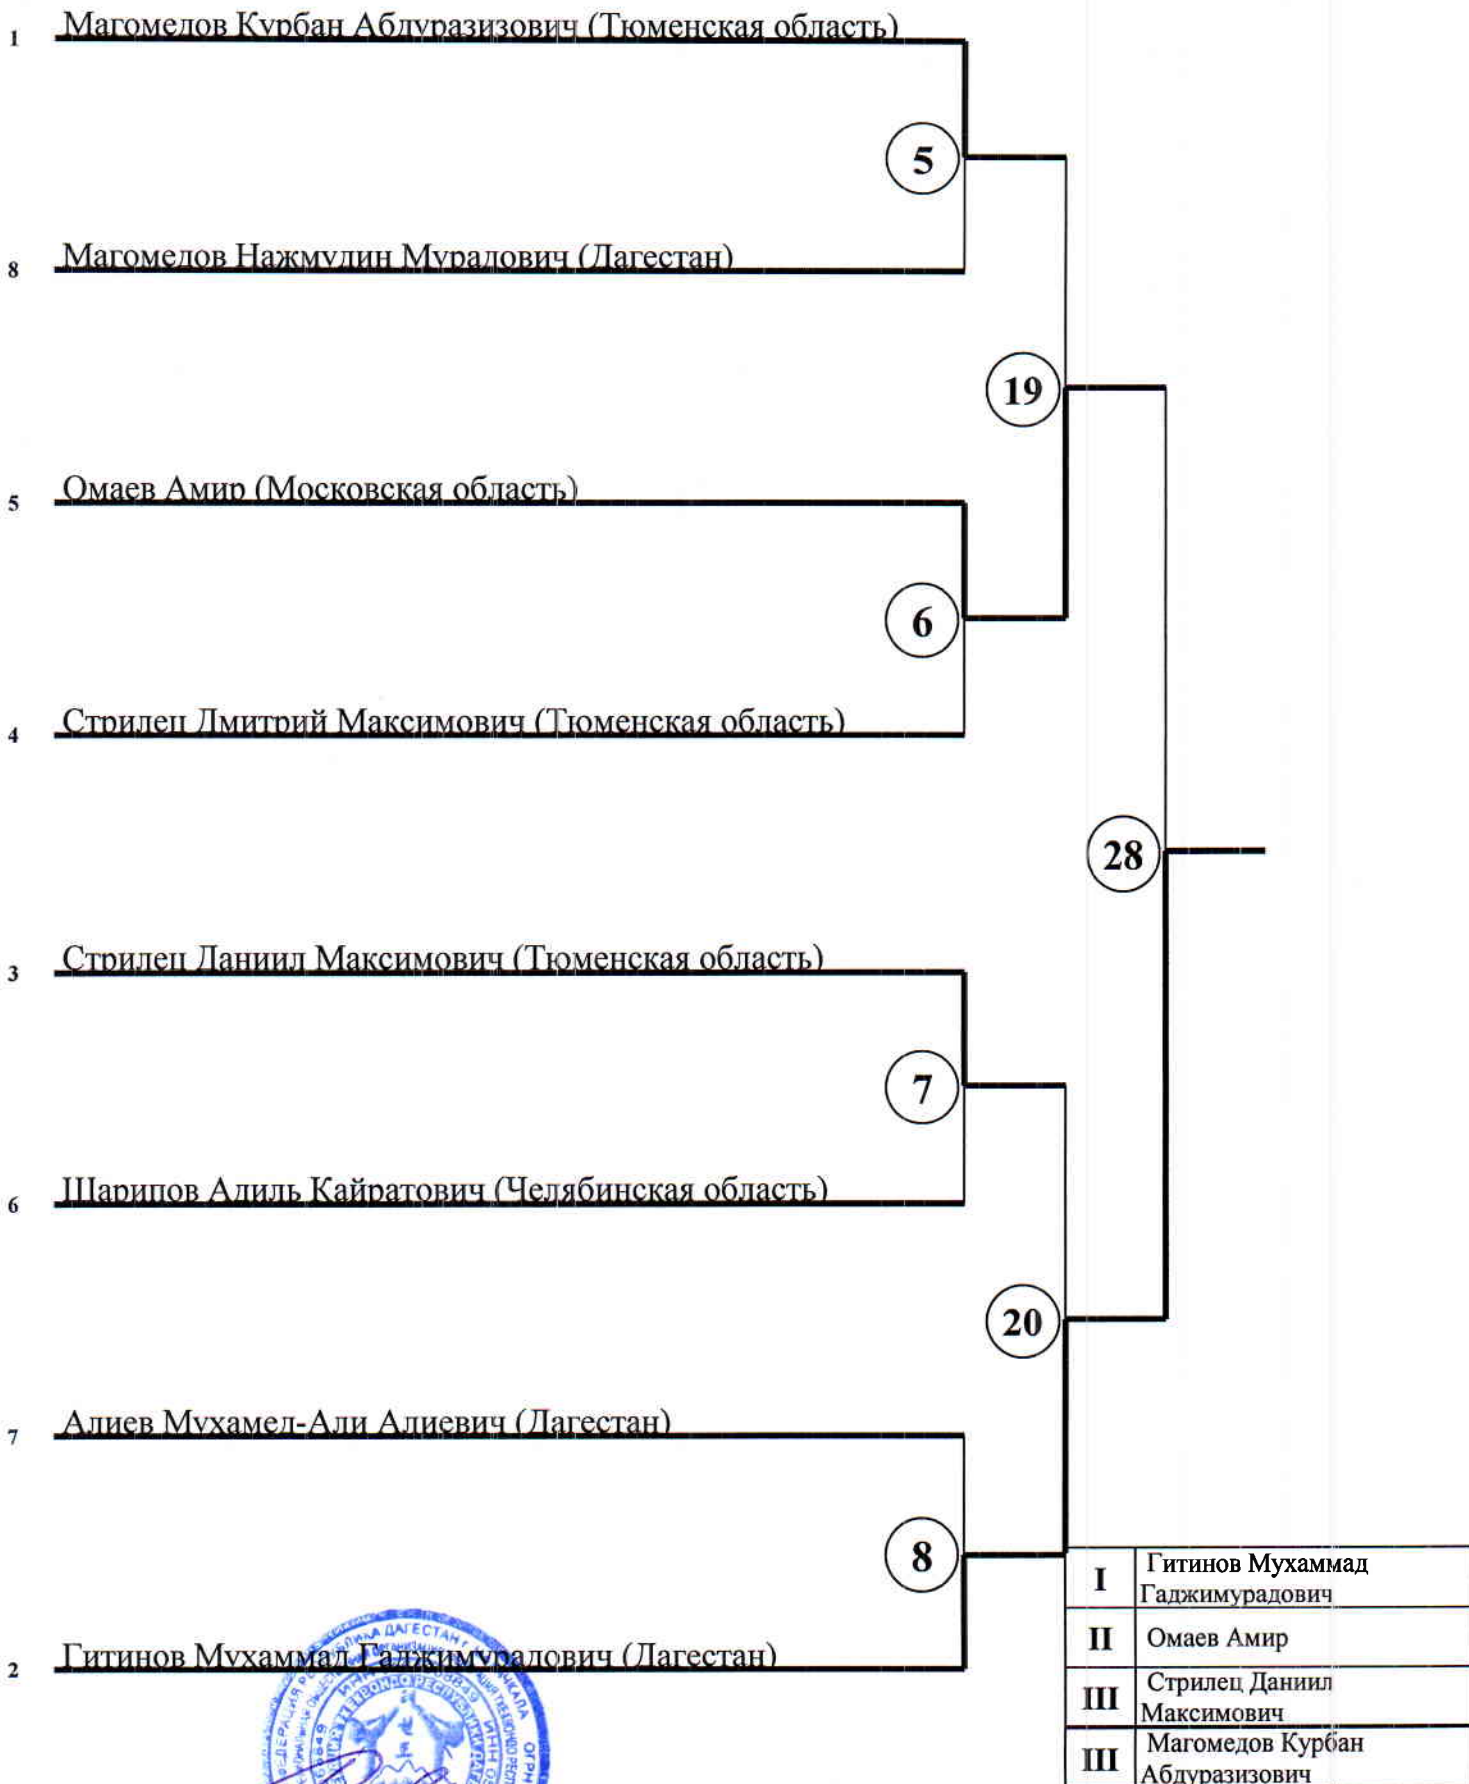 1 Магомедов Курбан Абдуразизович (Тюменская область)
5
8 Магомедов Нажмудин Мурадович (Дагестан)
19
5 Омаев Амир (Московская область)
6
4 Стрилец Дмитрий Максимович (Тюменская область)
28
3 Стрилец Даниил Максимович (Тюменская область)
7
6 Шарипов Адиль Кайратович (Челябинская область)
20
7 Алиев Мухамед-Али Алиевич (Дагестан)
8
2 Гитинов Мухаммад Гаджимурадович (Дагестан)
I Гитинов Мухаммад
Гаджимурадович
II Омаев Амир
III Стрилец Даниил
Максимович
III Магомедов Курбан
Абдуразизович